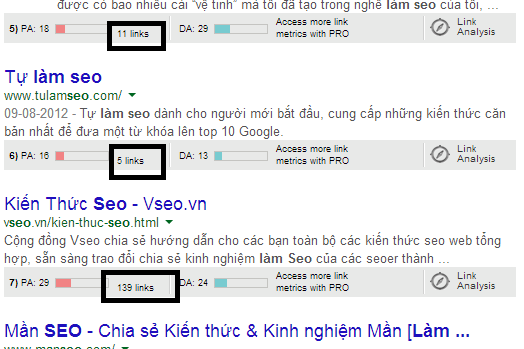 được có bao nhiêu cái “vệ tinh” mà tôi đã tạo trong nghề làm seo của tôi, ...
5) PA: 18 11 links DA: 29 Access more link metrics with PRO Link Analysis
Tự làm seo
www.tulamseo.com/
09-08-2012 - Tự làm seo dành cho người mới bắt đầu, cung cấp những kiến thức căn
bản nhất để đưa một từ khóa lên top 10 Google.
6) PA: 16 5 links DA: 13 Access more link metrics with PRO Link Analysis
Kiến Thức Seo - Vseo.vn
vseo.vn/kien-thuc-seo.html
Cộng đồng Vseo chia sẻ hướng dẫn cho các bạn toàn bộ các kiến thức seo web tổng
hợp, sẵn sàng trao đổi chia sẻ kinh nghiệm làm Seo của các seoer thành ...
7) PA: 29 139 links DA: 24 Access more link metrics with PRO Link Analysis
Mần SEO - Chia sẻ Kiến thức & Kinh nghiệm Mần [Làm ...
www.manseo.com/